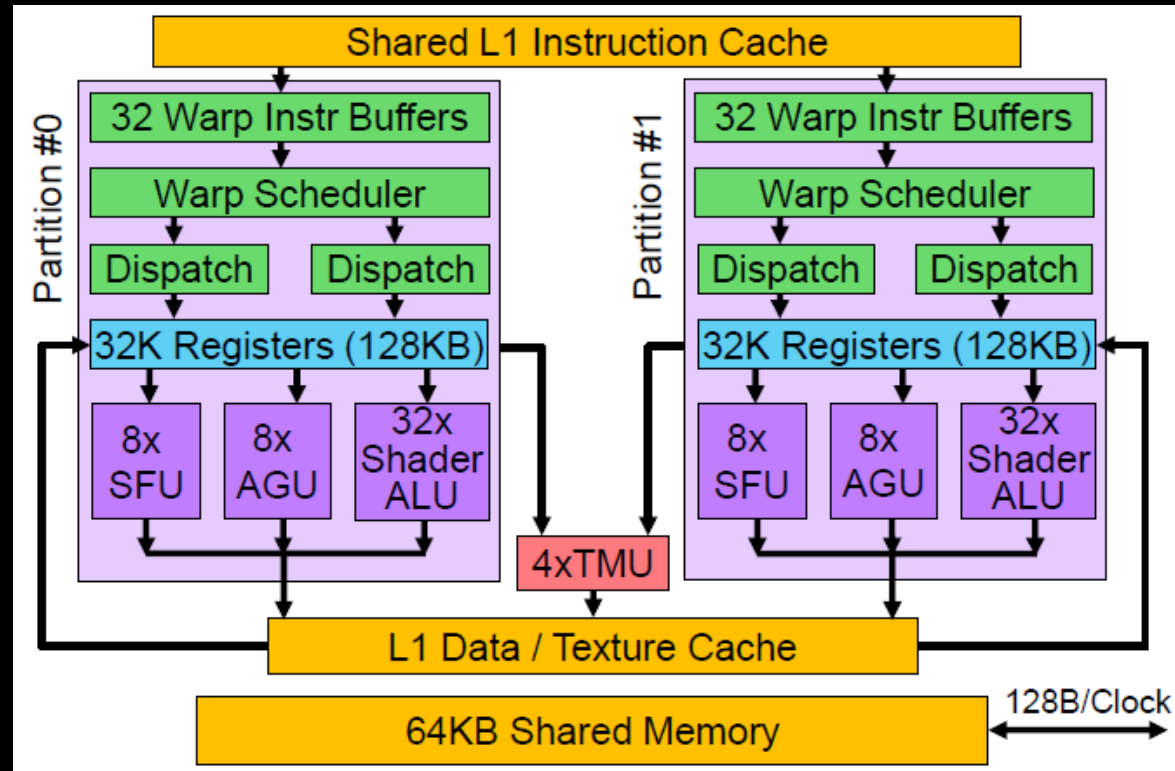 Shared L1 Instruction Cache
Partition #0
32 Warp Instr Buffers
Warp Scheduler
Dispatch
Dispatch
32K Registers (128KB)
8x
SFU
8x
AGU
32x
Shader
ALU
Partition #1
32 Warp Instr Buffers
Warp Scheduler
Dispatch
Dispatch
32K Registers (128KB)
8x
SFU
8x
AGU
32x
Shader
ALU
4xTMU
L1 Data / Texture Cache
64KB Shared Memory
128B/Clock